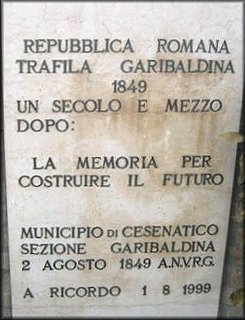 REPUBBLICA ROMANA
TRAFILA GARIBALDINA
1849
UN SECOLO E MEZZO
DOPO:
LA MEMORIA PER
COSTRUIRE IL FUTURO
MUNICIPIO di CESENATICO
SEZIONE GARIBALDINA
2 AGOSTO 1849 A.N.V.R.G.
A RICORDO 1 8 1999